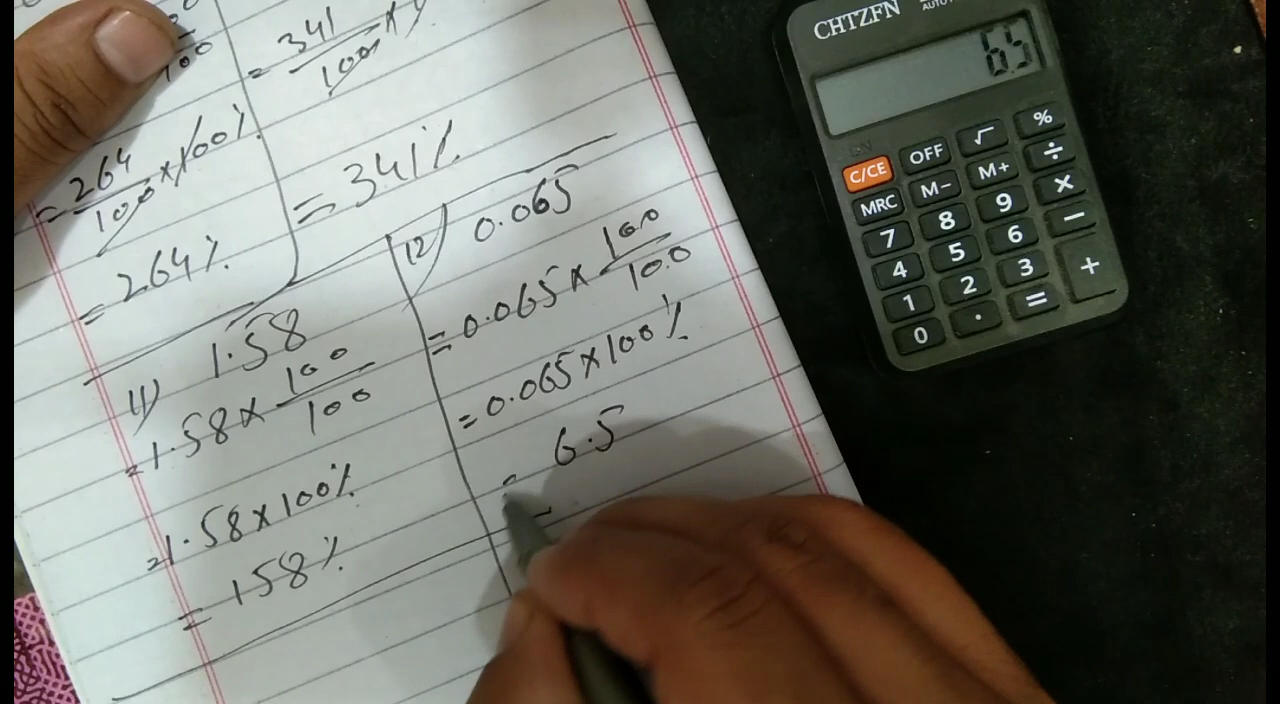 = 264/100 × 100%
= 264%
= 341/100 ×
= 341%
11) 1.58
= 1.58 × 100/100
= 1.58 × 100%
= 158%
12) 0.065
= 0.065 × 100/100
= 0.065 × 100%
= 6.5
CHTZFN
6.5
C/CE OFF √ %
MRC M− M+ ÷
7 8 9 ×
4 5 6 −
1 2 3 +
0 . =